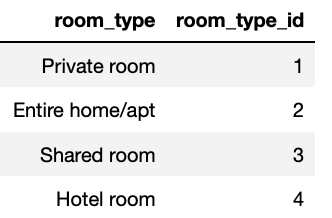 room_type room_type_id
Private room 1
Entire home/apt 2
Shared room 3
Hotel room 4